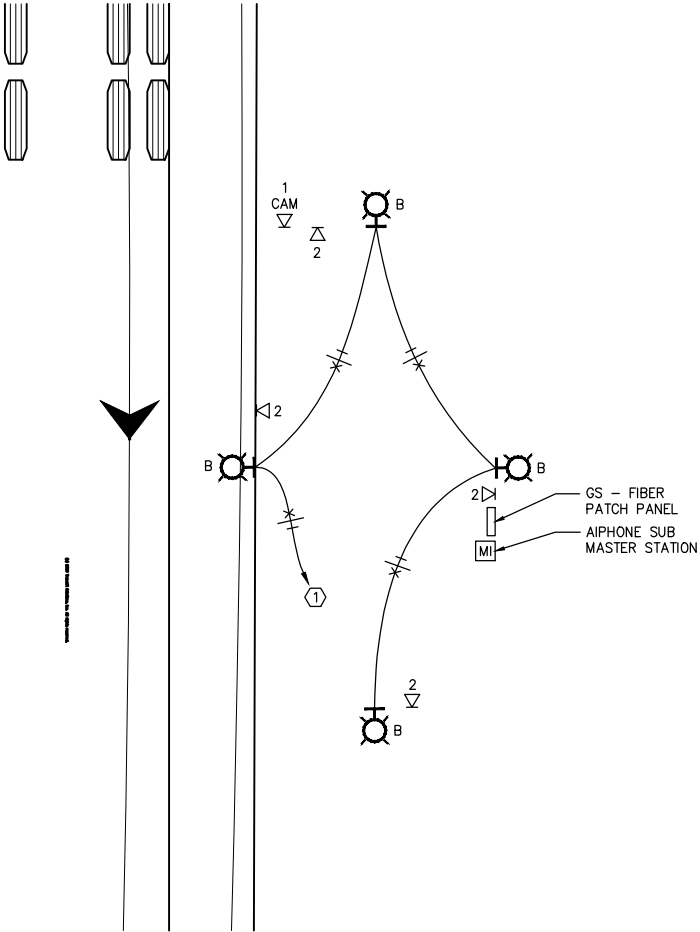 1
CAM
2
B
2
B
B
2
GS – FIBER
PATCH PANEL
AIPHONE SUB
MASTER STATION
MI
1
2
B